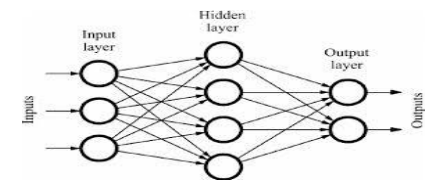 Hidden
layer
Input
layer
Output
layer
Inputs
Outputs